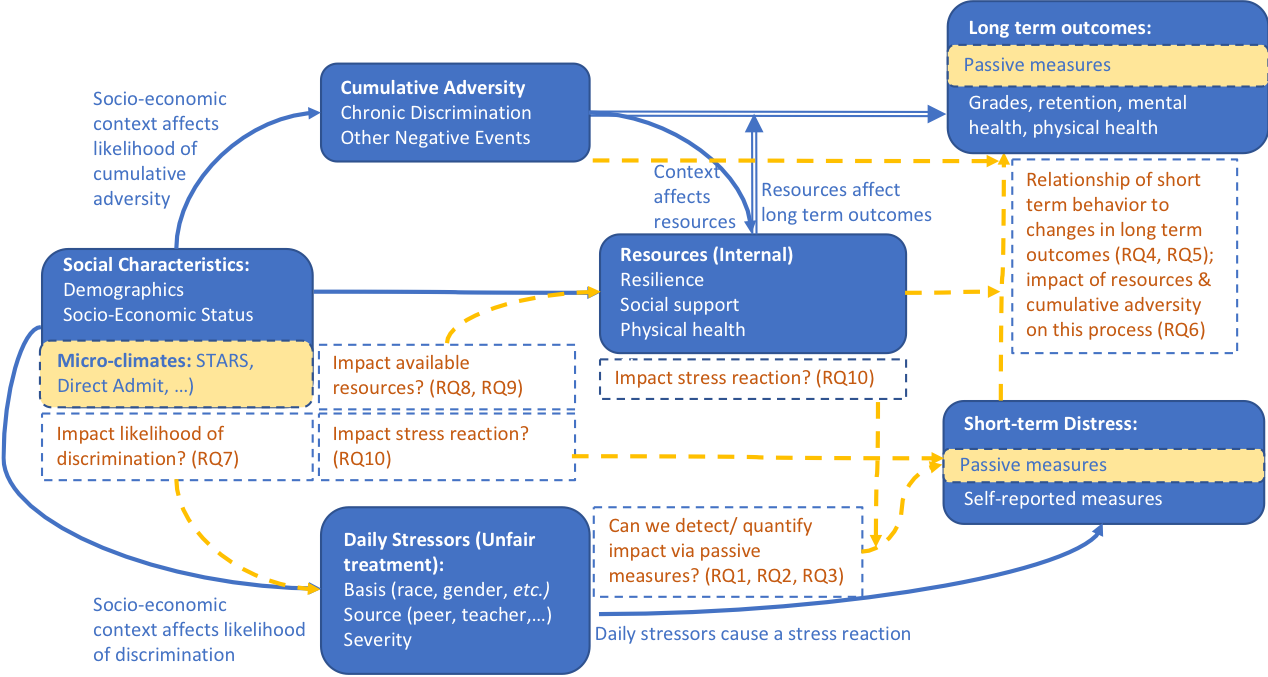 Long term outcomes:
Passive measures
Grades, retention, mental
health, physical health
Cumulative Adversity
Chronic Discrimination
Other Negative Events
Socio-economic
context affects
likelihood of
cumulative
adversity
Context
affects
resources
Resources affect
long term outcomes
Relationship of short
term behavior to
changes in long term
outcomes (RQ4, RQ5);
impact of resources &
cumulative adversity
on this process (RQ6)
Social Characteristics:
Demographics
Socio-Economic Status
Micro-climates: STARS,
Direct Admit, …)
Resources (Internal)
Resilience
Social support
Physical health
Impact available
resources? (RQ8, RQ9)
Impact stress reaction? (RQ10)
Impact likelihood of
discrimination? (RQ7)
Impact stress reaction?
(RQ10)
Short-term Distress:
Passive measures
Self-reported measures
Daily Stressors (Unfair
treatment):
Basis (race, gender, etc.)
Source (peer, teacher,…)
Severity
Can we detect/ quantify
impact via passive
measures? (RQ1, RQ2, RQ3)
Socio-economic
context affects likelihood
of discrimination
Daily stressors cause a stress reaction